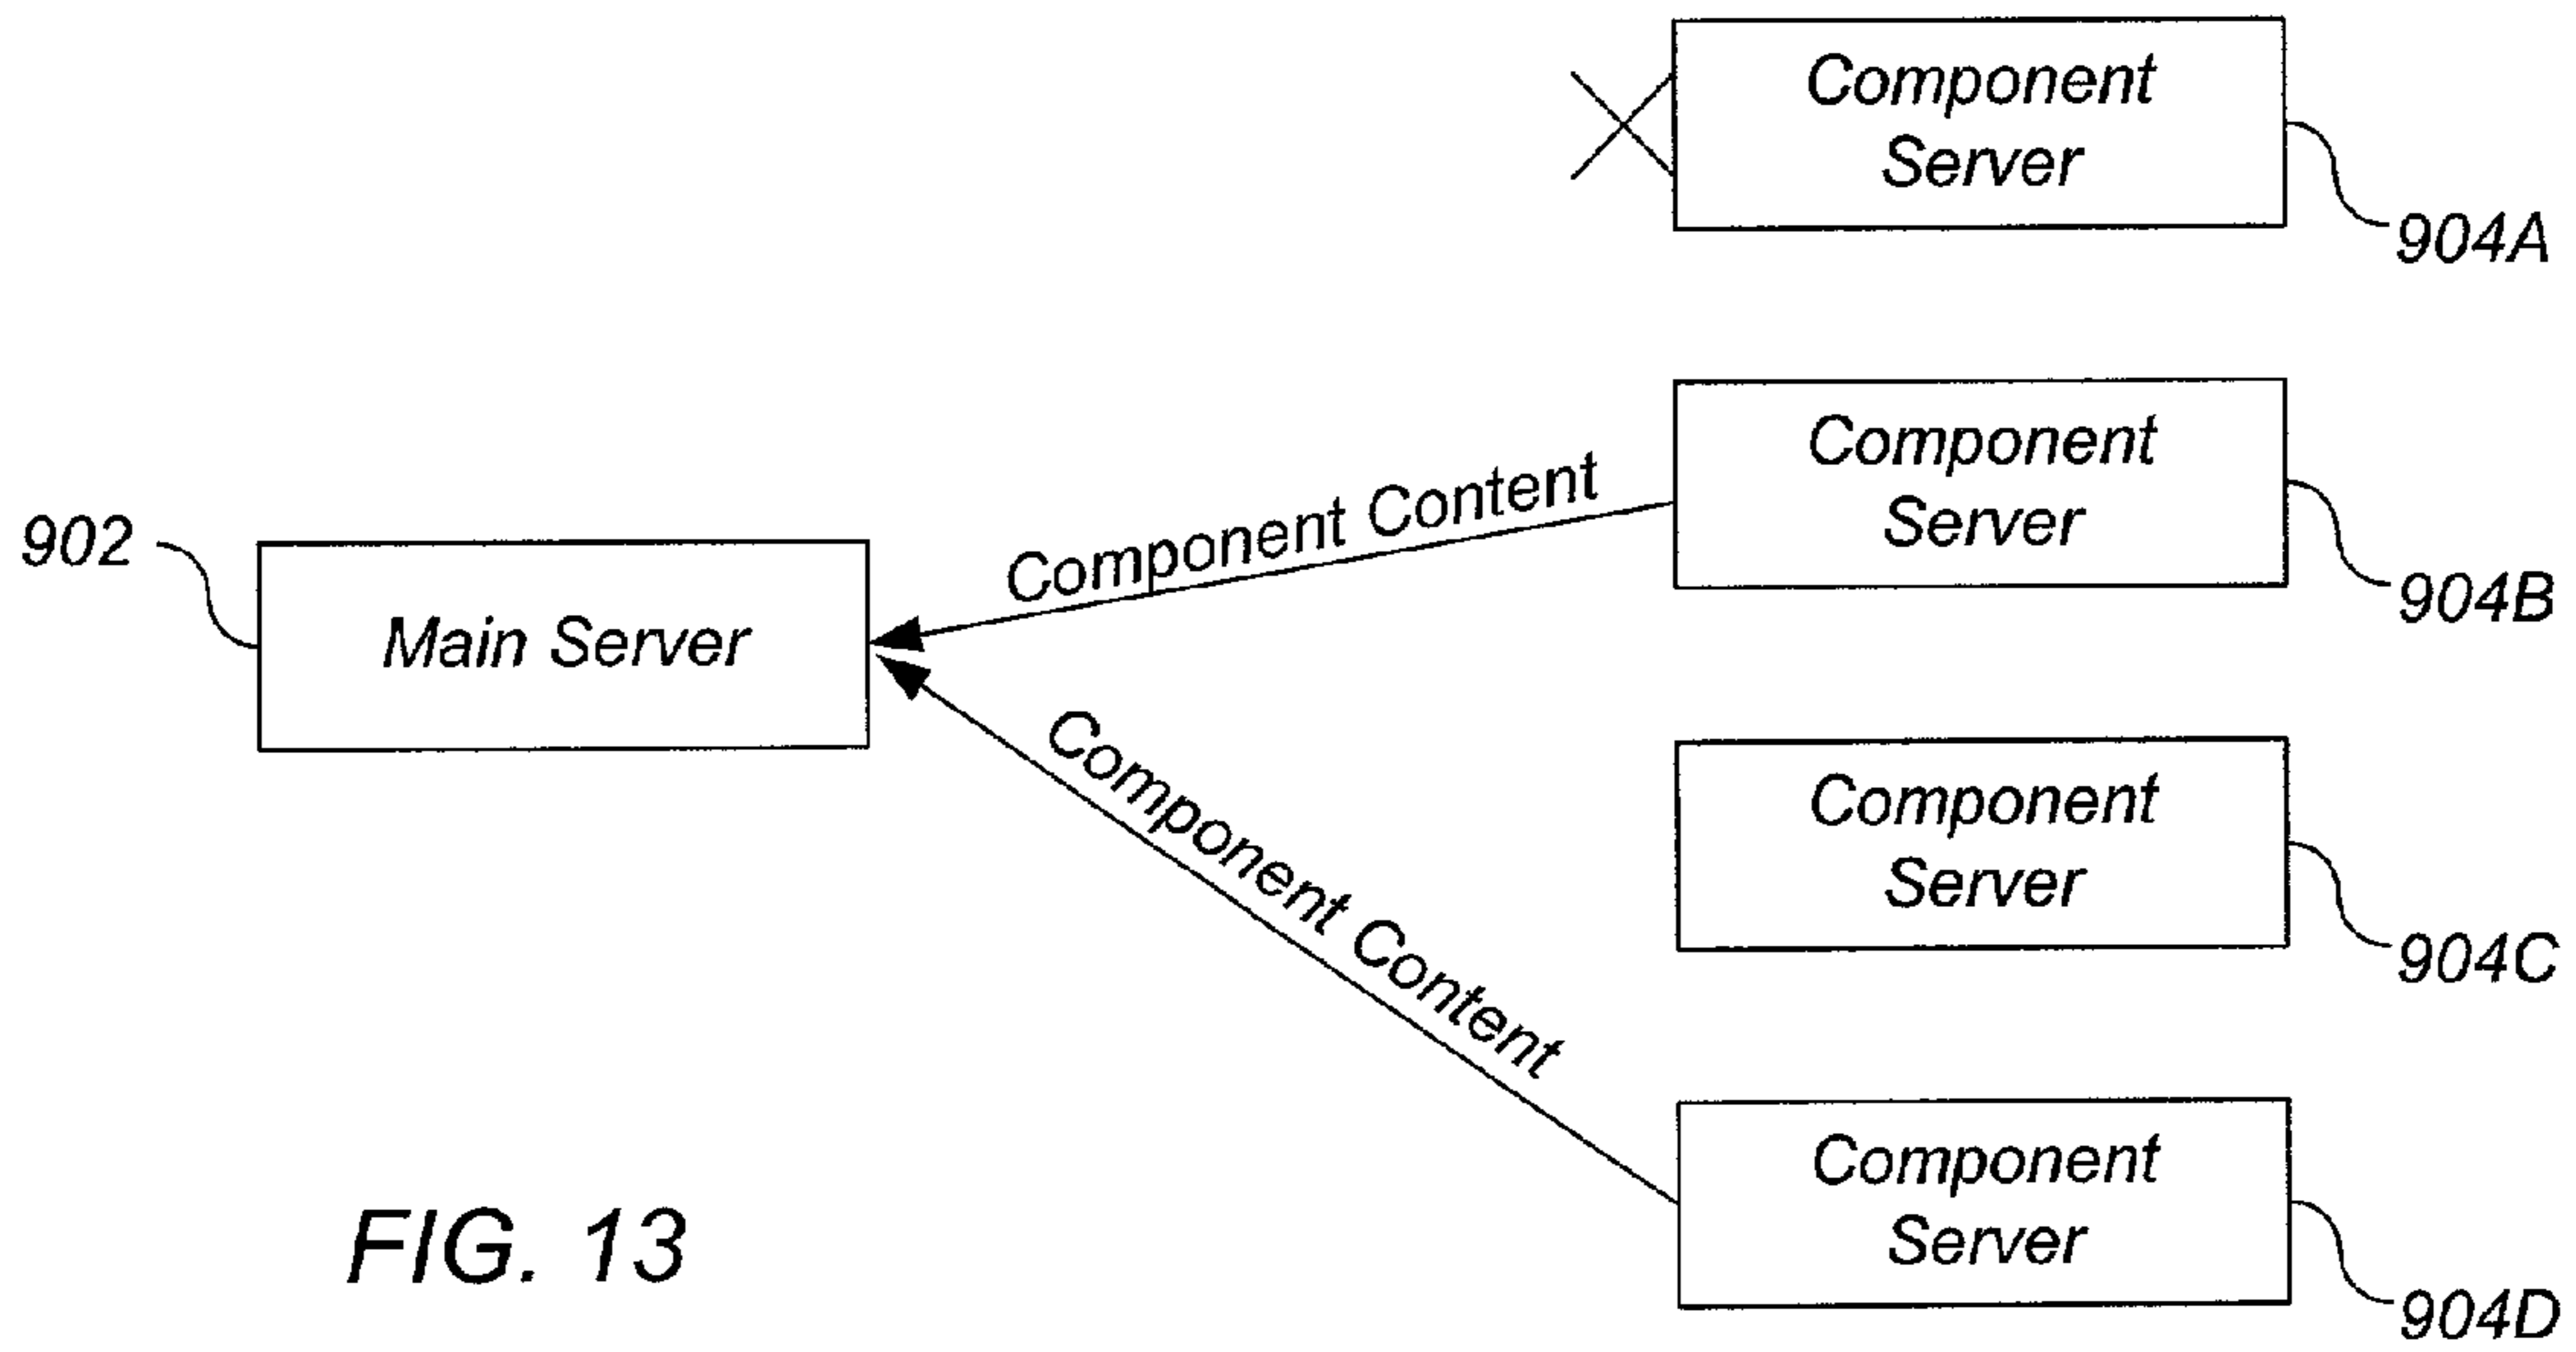 Component
Server
904A
Component
Server
904B
Component Content
902
Main Server
Component
Server
904C
Component Content
Component
Server
904D
FIG. 13